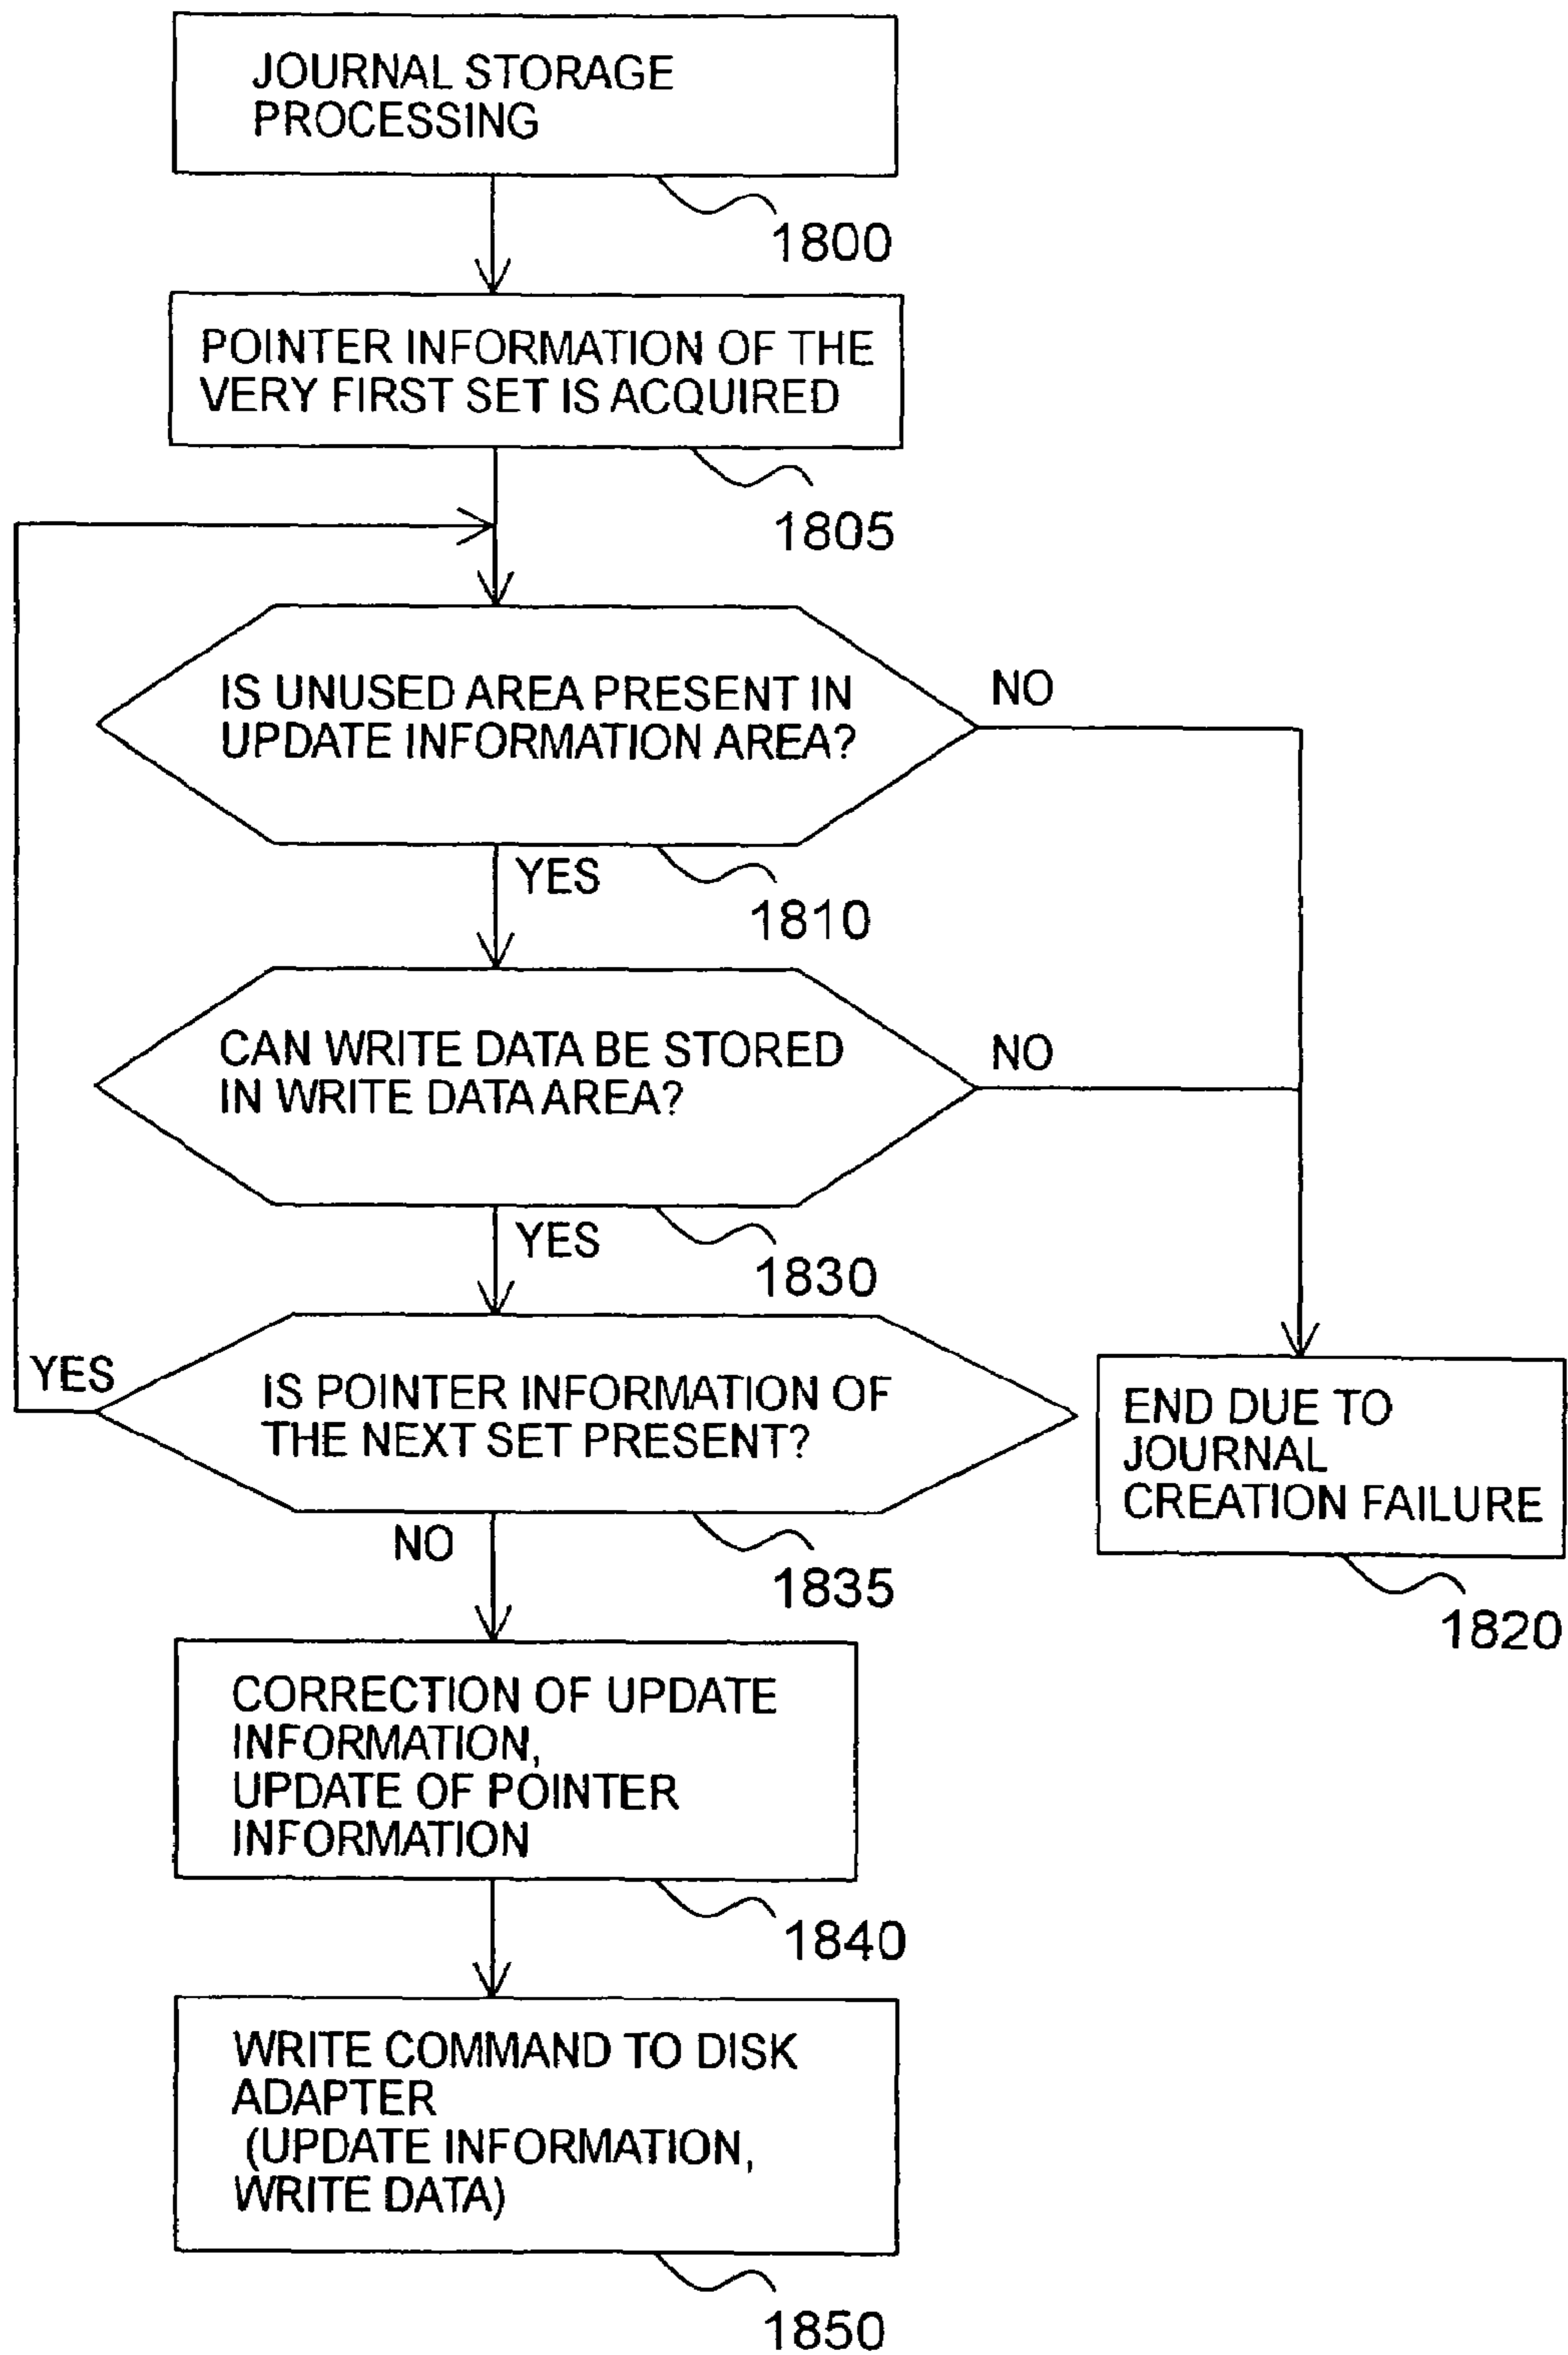 JOURNAL STORAGE
PROCESSING
1800
POINTER INFORMATION OF THE
VERY FIRST SET IS ACQUIRED
1805
IS UNUSED AREA PRESENT IN
UPDATE INFORMATION AREA?
NO
YES
1810
CAN WRITE DATA BE STORED
IN WRITE DATA AREA?
NO
YES
1830
YES
IS POINTER INFORMATION OF
THE NEXT SET PRESENT?
NO
1835
END DUE TO
JOURNAL
CREATION FAILURE
1820
CORRECTION OF UPDATE
INFORMATION,
UPDATE OF POINTER
INFORMATION
1840
WRITE COMMAND TO DISK
ADAPTER
(UPDATE INFORMATION,
WRITE DATA)
1850